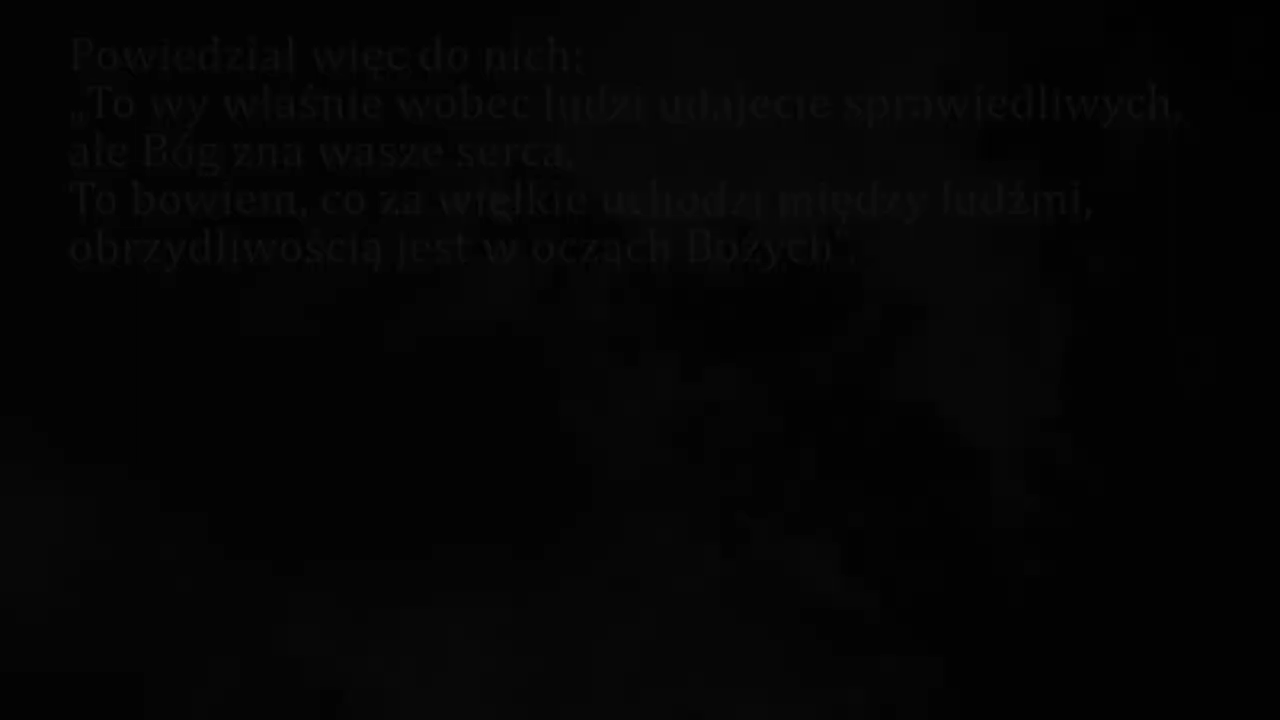 Powiedział więc do nich:
„To wy właśnie wobec ludzi udajecie sprawiedliwych,
ale Bóg zna wasze serca.
To bowiem, co za wielkie uchodzi między ludźmi,
obrzydliwością jest w oczach Bożych”.